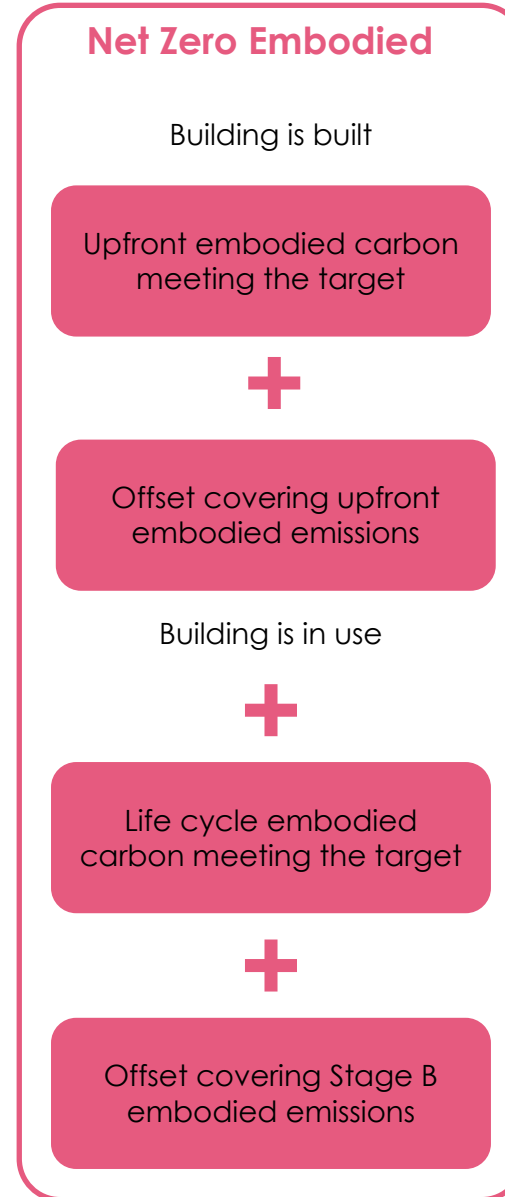 Net Zero Embodied
Building is built
Upfront embodied carbon
meeting the target
+
Offset covering upfront
embodied emissions
Building is in use
+
Life cycle embodied
carbon meeting the target
+
Offset covering Stage B
embodied emissions